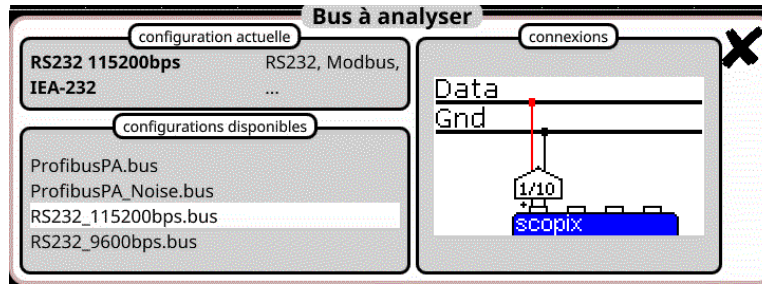 Bus à analyser
configuration actuelle
RS232 115200bps RS232, Modbus,
IEA-232 ...
configurations disponibles
ProfibusPA.bus
ProfibusPA_Noise.bus
RS232_115200bps.bus
RS232_9600bps.bus
connexions
Data
Gnd
1/10
+
scopix